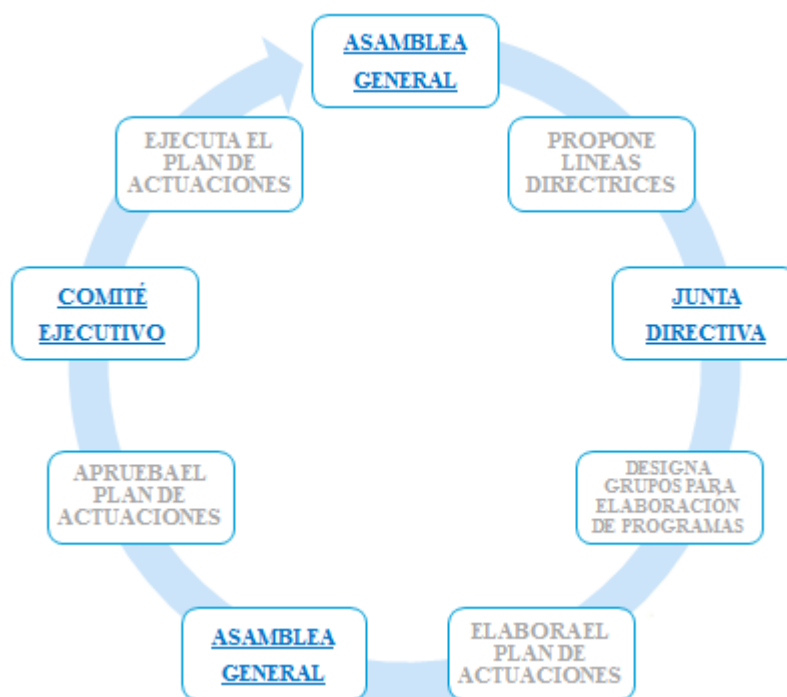 ASAMBLEA
GENERAL
PROPONE
LINEAS
DIRECTRICES
JUNTA
DIRECTIVA
DESIGNA
GRUPOS PARA
ELABORACIÓN
DE PROGRAMAS
ELABORA EL
PLAN DE
ACTUACIONES
ASAMBLEA
GENERAL
APRUEBA EL
PLAN DE
ACTUACIONES
COMITÉ
EJECUTIVO
EJECUTA EL
PLAN DE
ACTUACIONES